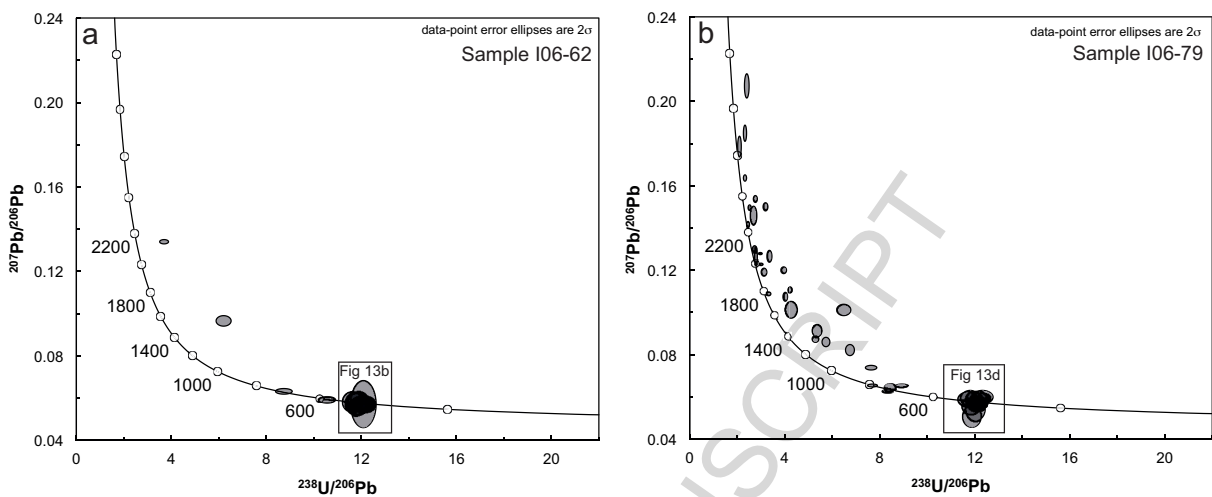 a
data-point error ellipses are 2σ
Sample I06-62
0.24
0.20
0.16
0.12
0.08
0.04
²⁰⁷Pb/²⁰⁶Pb
2200
1800
1400
1000
600
Fig 13b
0 4 8 12 16 20
²³⁸U/²⁰⁶Pb
b
data-point error ellipses are 2σ
Sample I06-79
0.24
0.20
0.16
0.12
0.08
0.04
²⁰⁷Pb/²⁰⁶Pb
2200
1800
1400
1000
600
Fig 13d
0 4 8 12 16 20
²³⁸U/²⁰⁶Pb
USCRIPT